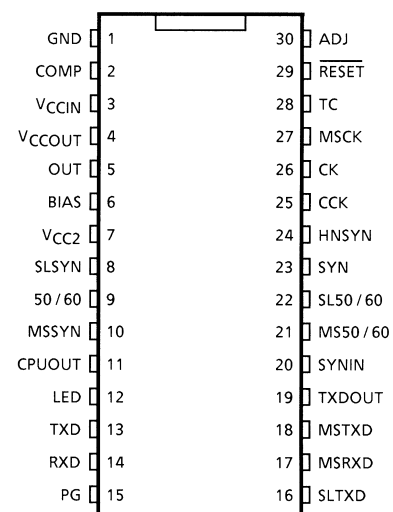 GND 1 30 ADJ
COMP 2 29 RESET
VCCIN 3 28 TC
VCCOUT 4 27 MSCK
OUT 5 26 CK
BIAS 6 25 CCK
VCC2 7 24 HNSYN
SLSYN 8 23 SYN
50 / 60 9 22 SL50 / 60
MSSYN 10 21 MS50 / 60
CPUOUT 11 20 SYNIN
LED 12 19 TXDOUT
TXD 13 18 MSTXD
RXD 14 17 MSRXD
PG 15 16 SLTXD